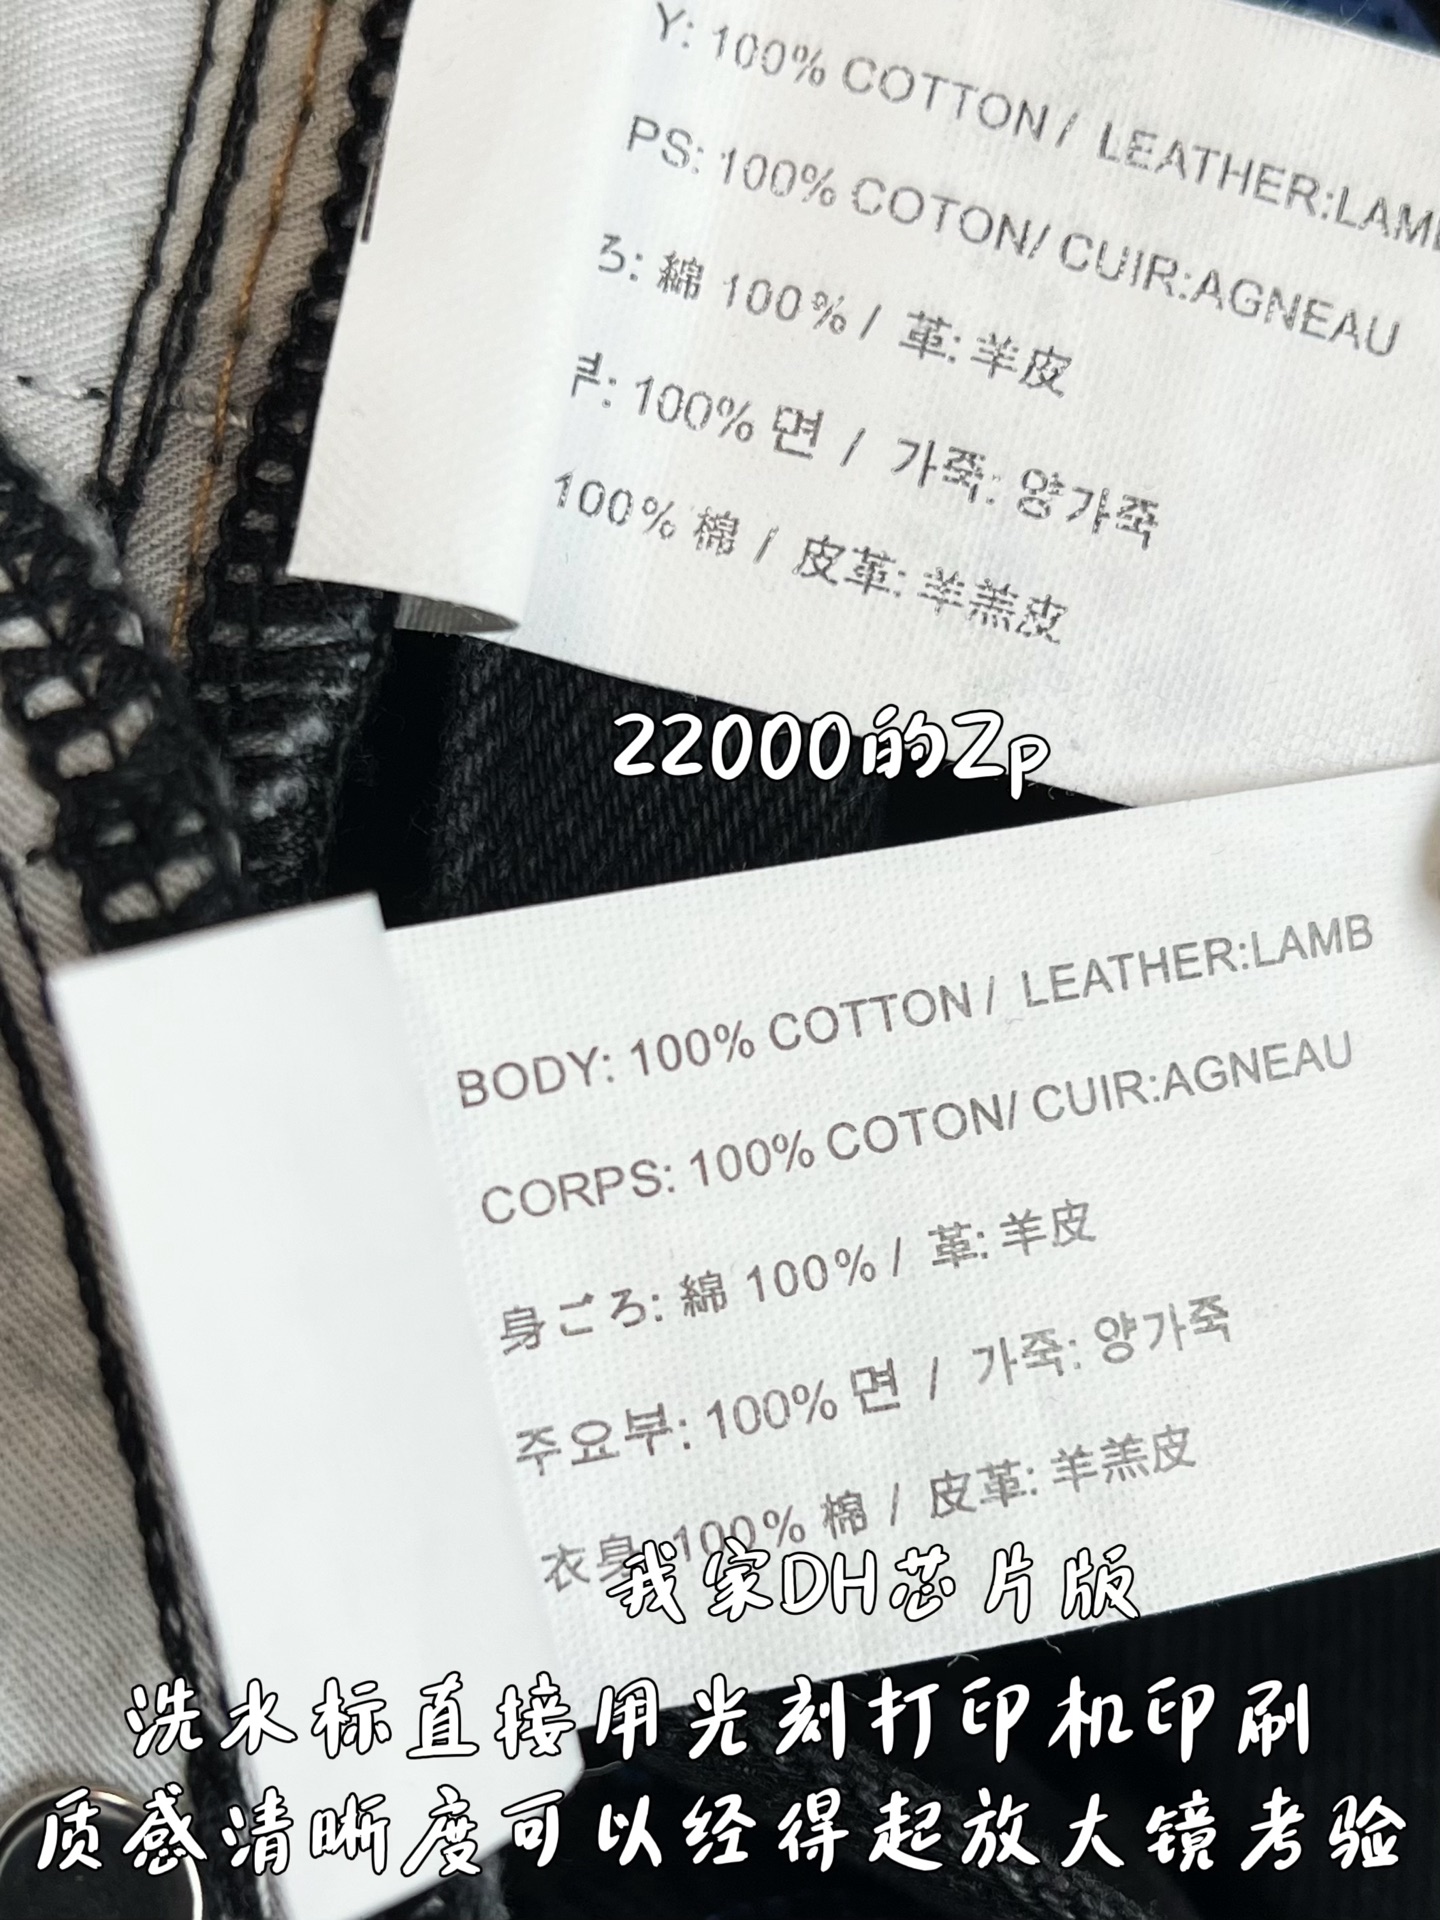 Y: 100% COTTON / LEATHER:LAMB
PS: 100% COTON/ CUIR:AGNEAU
ろ: 綿 100% / 革: 羊皮
100% 면 / 가죽: 양가죽
100% 棉 / 皮革: 羊羔皮
22000的Zp
BODY: 100% COTTON / LEATHER:LAMB
CORPS: 100% COTON/ CUIR:AGNEAU
身ごろ: 綿 100% / 革: 羊皮
주요부: 100% 면 / 가죽: 양가죽
衣身: 100% 棉 / 皮革: 羊羔皮
我家DH芯片版
洗水标直接用光刻打印机印刷
质感清晰度可以经得起放大镜考验